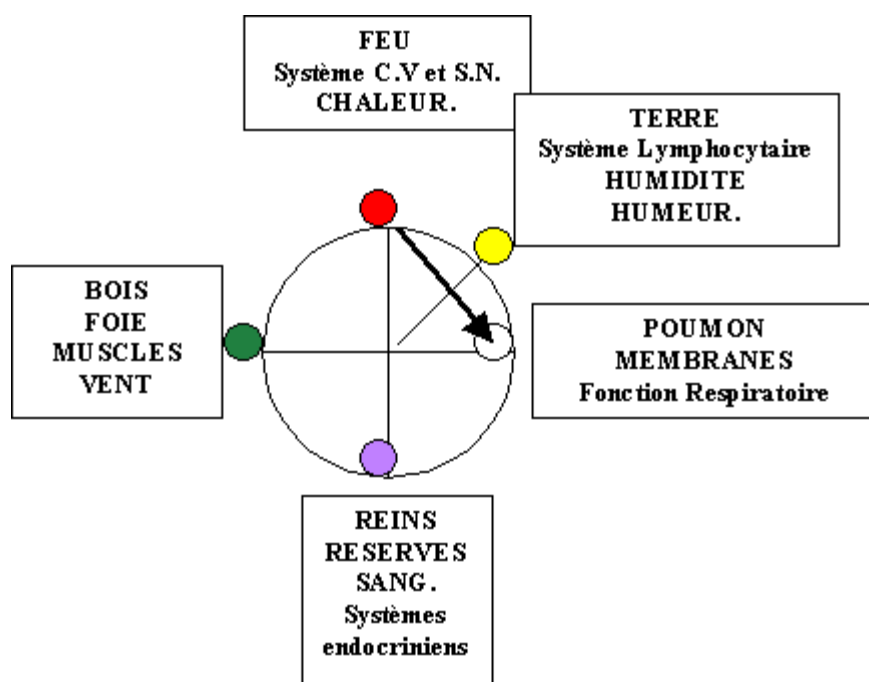 FEU
Système C.V et S.N.
CHALEUR.
TERRE
Système Lymphocytaire
HUMIDITE
HUMEUR.
BOIS
FOIE
MUSCLES
VENT
POUMON
MEMBRANES
Fonction Respiratoire
REINS
RESERVES
SANG.
Systèmes
endocriniens